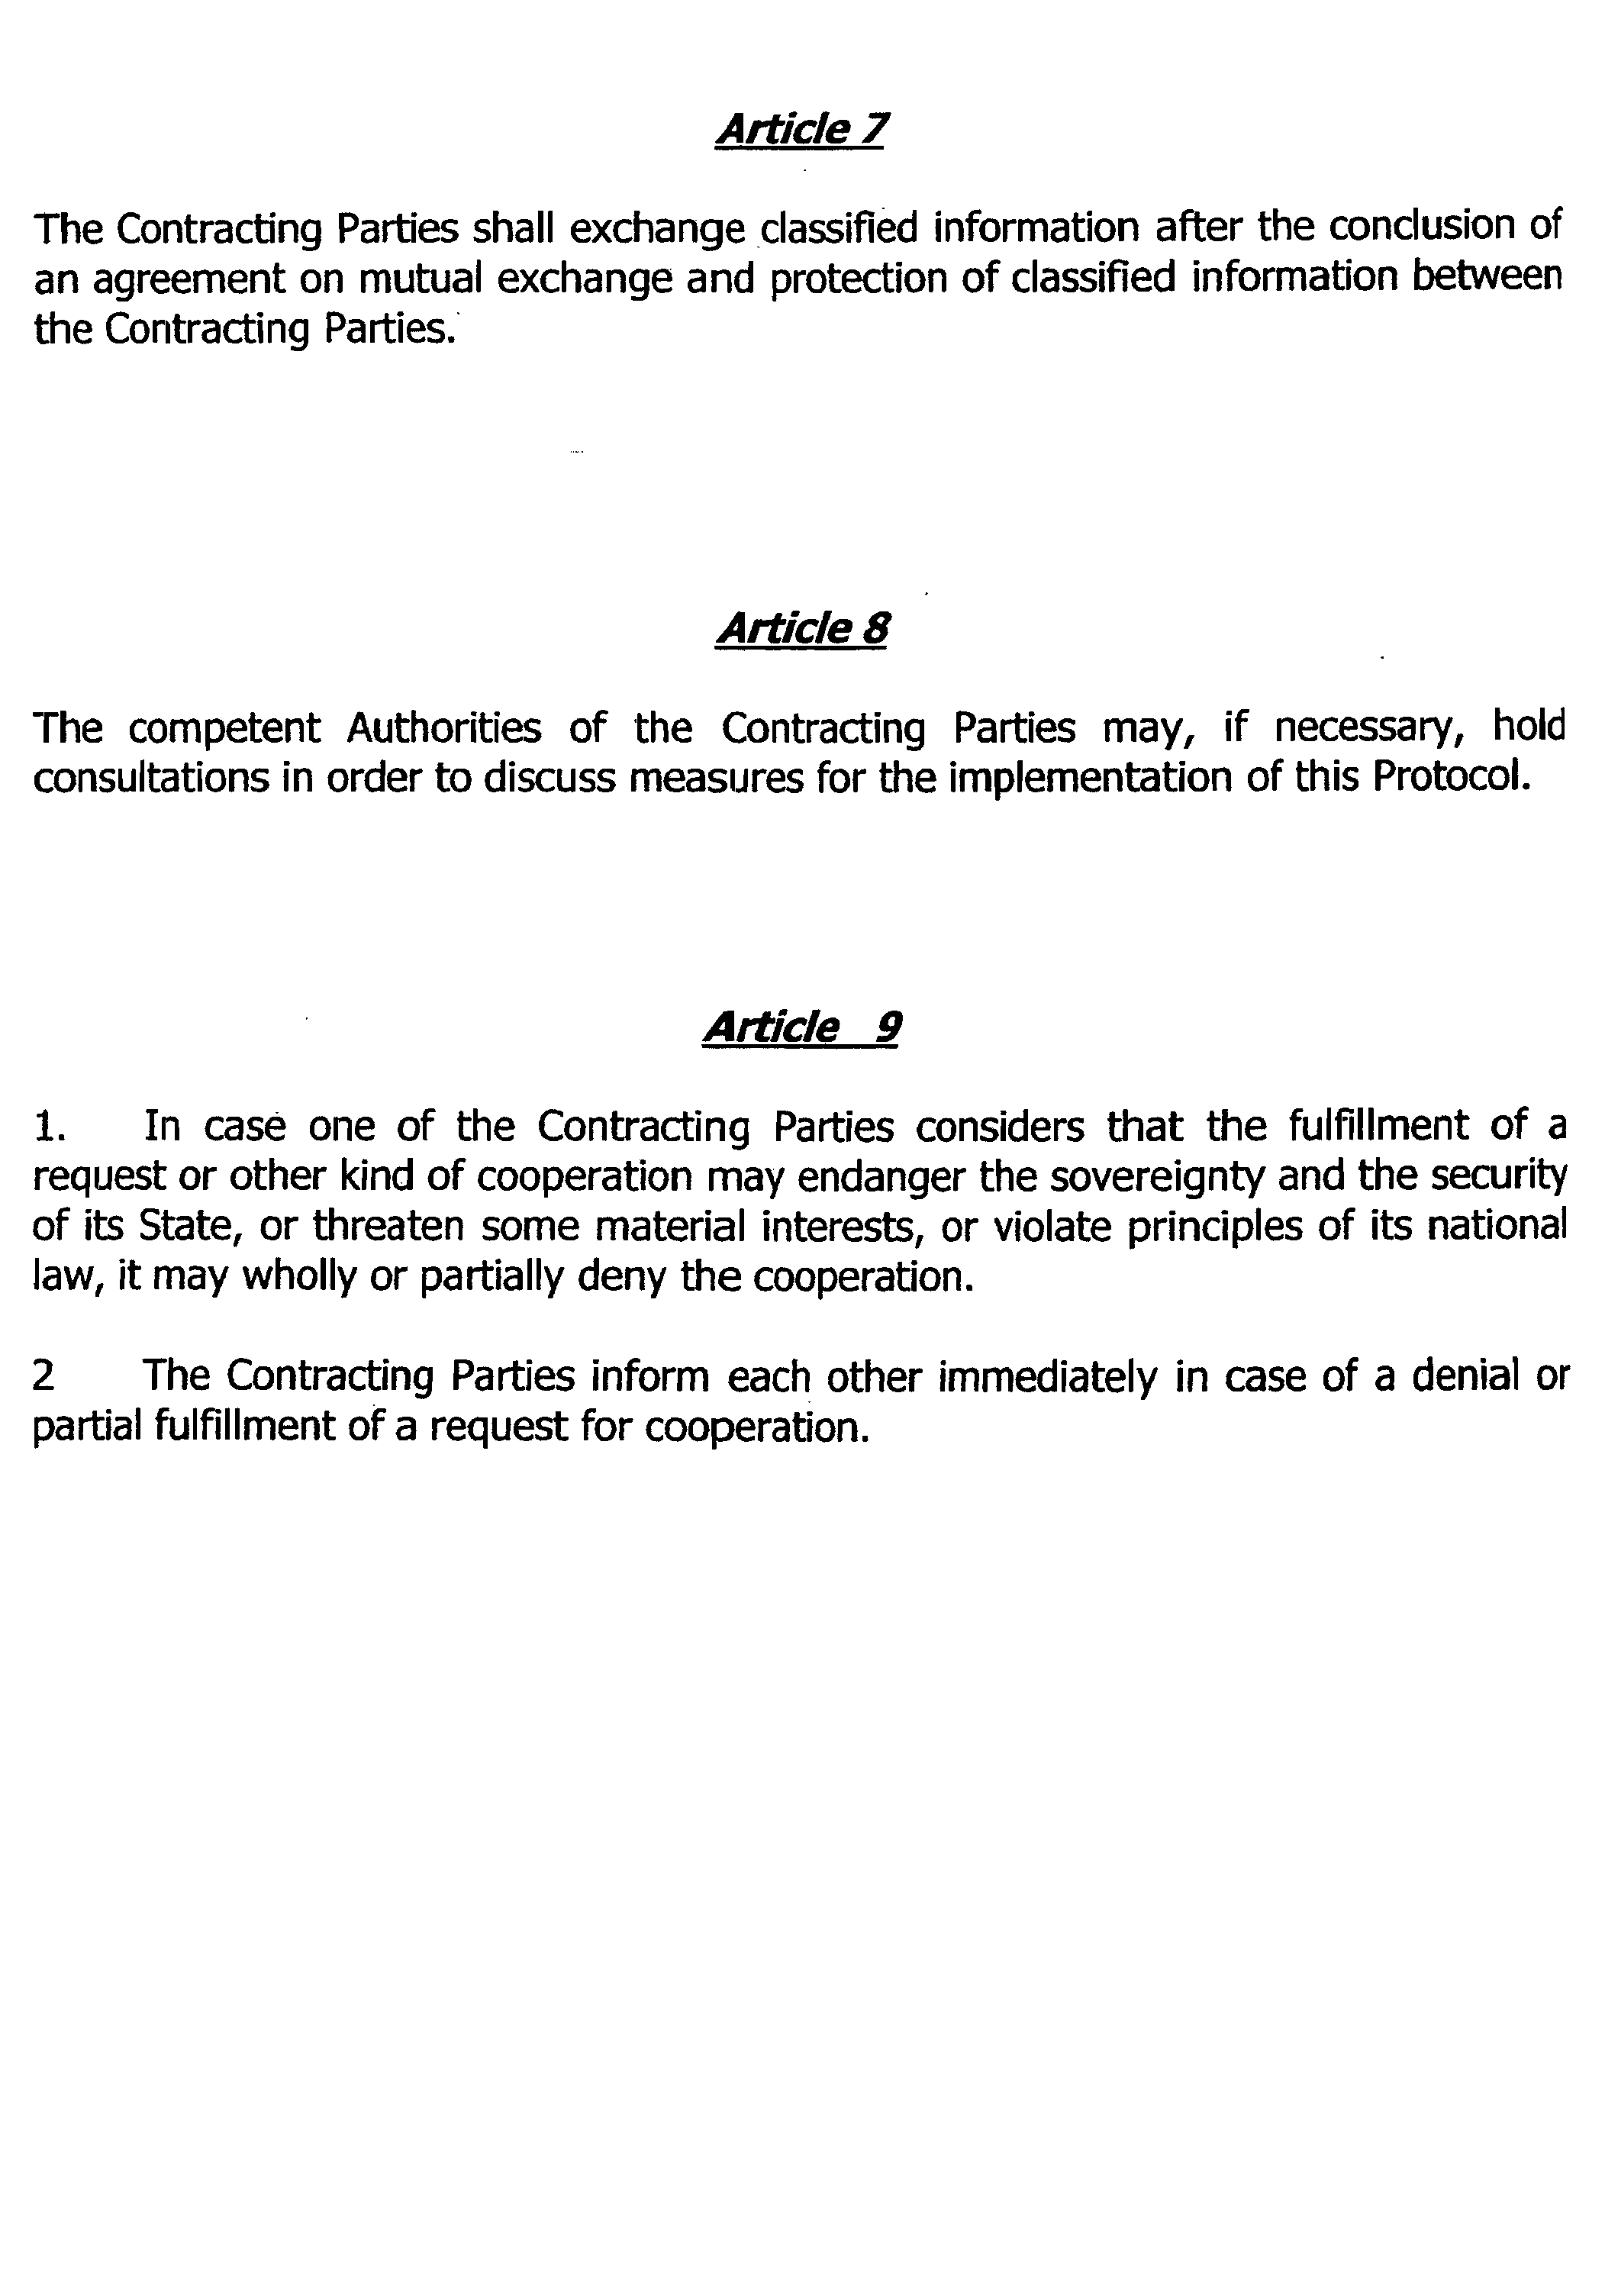 Article 7
The Contracting Parties shall exchange classified information after the conclusion of
an agreement on mutual exchange and protection of classified information between
the Contracting Parties.
Article 8
The competent Authorities of the Contracting Parties may, if necessary, hold
consultations in order to discuss measures for the implementation of this Protocol.
Article 9
1. In case one of the Contracting Parties considers that the fulfillment of a
request or other kind of cooperation may endanger the sovereignty and the security
of its State, or threaten some material interests, or violate principles of its national
law, it may wholly or partially deny the cooperation.
2 The Contracting Parties inform each other immediately in case of a denial or
partial fulfillment of a request for cooperation.